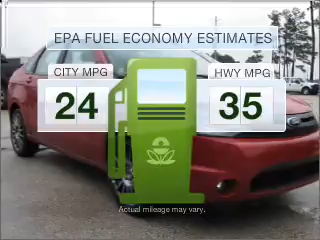 EPA FUEL ECONOMY ESTIMATES
CITY MPG
HWY MPG
24
35
Actual mileage may vary.